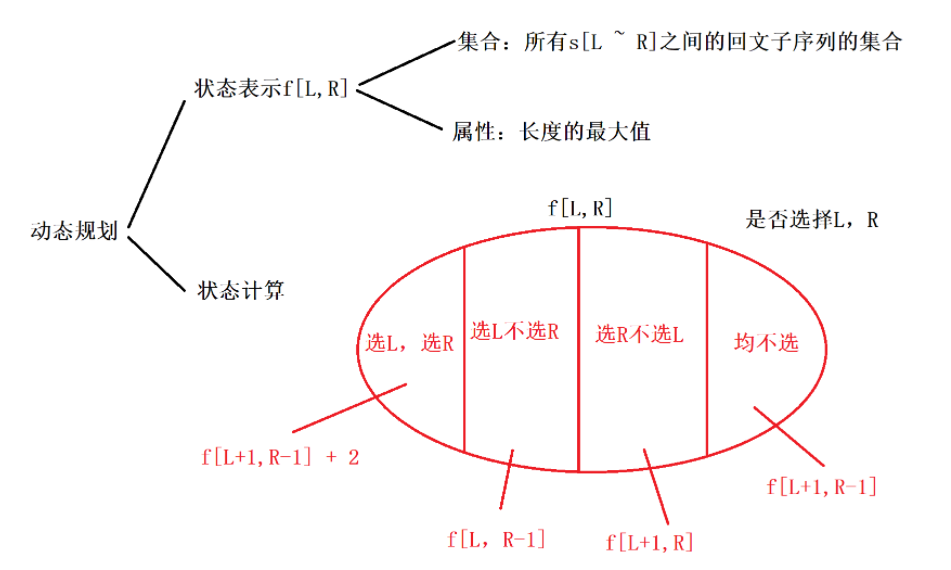 集合：所有s[L ~ R]之间的回文子序列的集合
状态表示f[L,R]
属性：长度的最大值
f[L,R]
是否选择L，R
动态规划
状态计算
选L，选R
选L不选R
选R不选L
均不选
f[L+1,R-1] + 2
f[L+1,R-1]
f[L，R-1]
f[L+1,R]